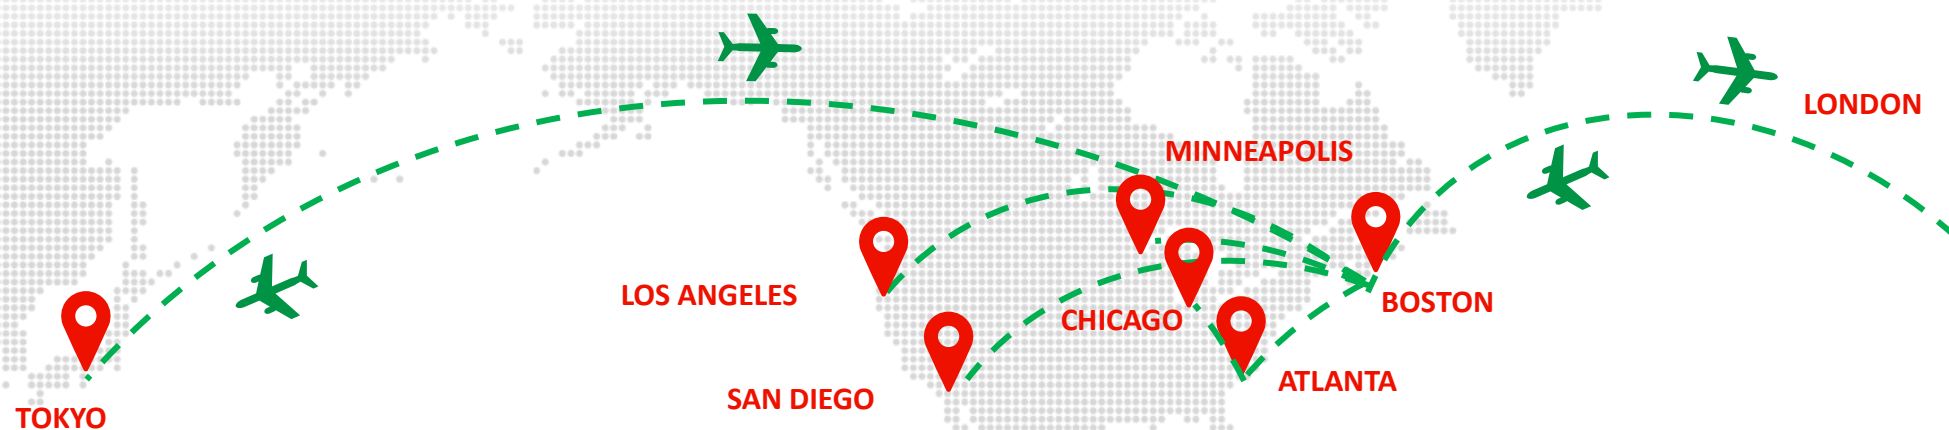 LONDON
MINNEAPOLIS
LOS ANGELES
BOSTON
CHICAGO
ATLANTA
SAN DIEGO
TOKYO